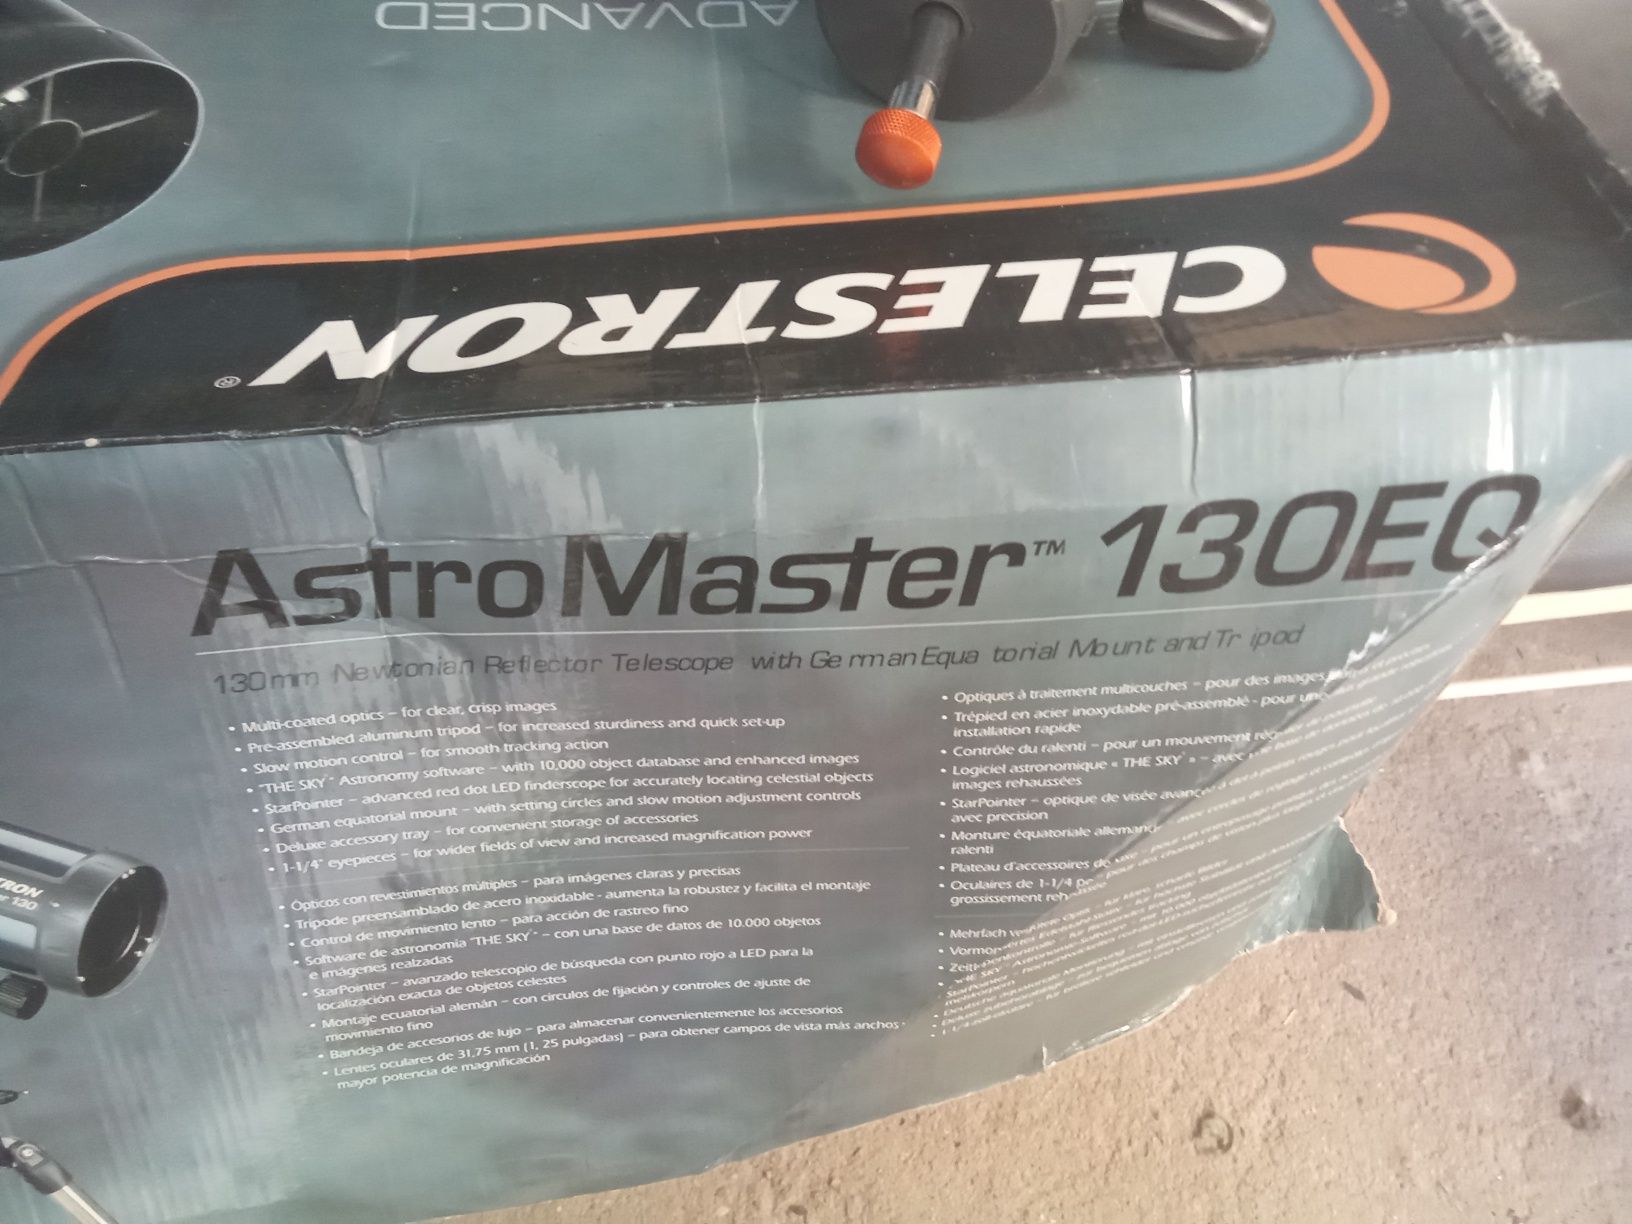 ADVANCED
CELESTRON®
AstroMaster™ 130EQ
130mm Newtonian Reflector Telescope with German Equatorial Mount and Tripod
• Multi-coated optics – for clear, crisp images
• Pre-assembled aluminum tripod – for increased sturdiness and quick set-up
• Slow motion control – for smooth tracking action
• "THE SKY" Astronomy software – with 10,000 object database and enhanced images
• StarPointer – advanced red dot LED finderscope for accurately locating celestial objects
• German equatorial mount – with setting circles and slow motion adjustment controls
• Deluxe accessory tray – for convenient storage of accessories
• 1-1/4" eyepieces – for wider fields of view and increased magnification power
• Ópticos con revestimientos múltiples – para imágenes claras y precisas
• Trípode preensamblado de acero inoxidable - aumenta la robustez y facilita el montaje
• Control de movimiento lento – para acción de rastreo fino
• Software de astronomía "THE SKY" – con una base de datos de 10.000 objetos
e imágenes realzadas
• StarPointer – avanzado telescopio de búsqueda con punto rojo a LED para la
localización exacta de objetos celestes
• Montaje ecuatorial alemán – con círculos de fijación y controles de ajuste de
movimiento fino
• Bandeja de accesorios de lujo – para almacenar convenientemente los accesorios
• Lentes oculares de 31,75 mm (1, 25 pulgadas) – para obtener campos de vista más anchos
mayor potencia de magnificación
• Optiques à traitement multicouches – pour des images
• Trépied en acier inoxydable pré-assemblé - pour une
installation rapide
• Contrôle du ralenti – pour un mouvement
• Logiciel astronomique « THE SKY » – avec
images rehaussées
• StarPointer – optique de visée
avec precision
• Monture équatoriale
ralenti
• Plateau d'accessoires
• Oculaires de 1-1/4
grossissement
• Mehrfach
RON
130